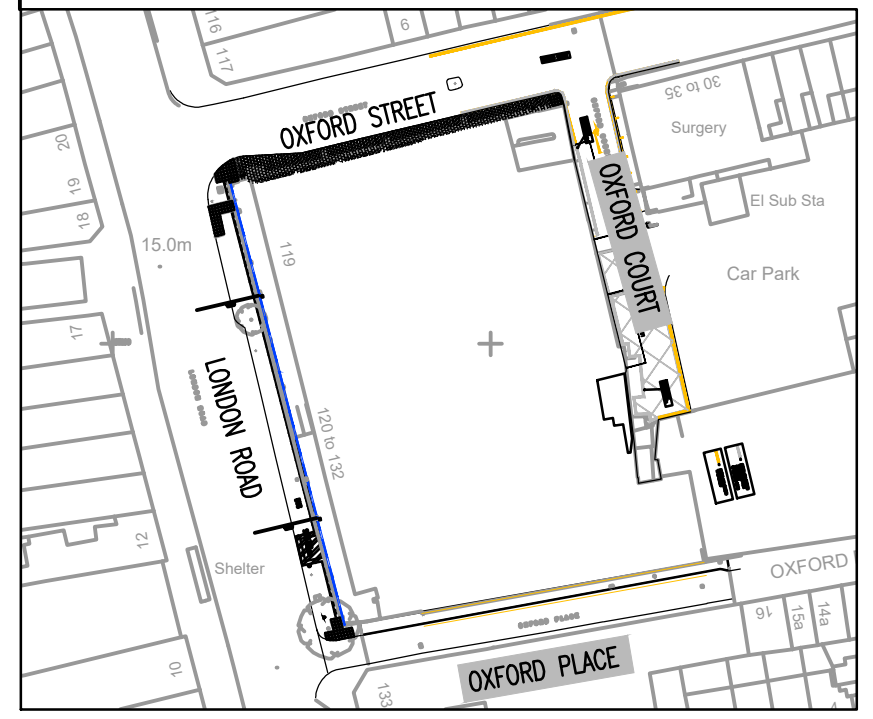 116
117
6
OXFORD STREET
30 to 35
Surgery
20
19
18
15.0m
119
OXFORD COURT
El Sub Sta
Car Park
17
LONDON ROAD
120 to 132
12
Shelter
OXFORD
OXFORD PLACE
16
15a
14a
OXFORD PLACE
10
133